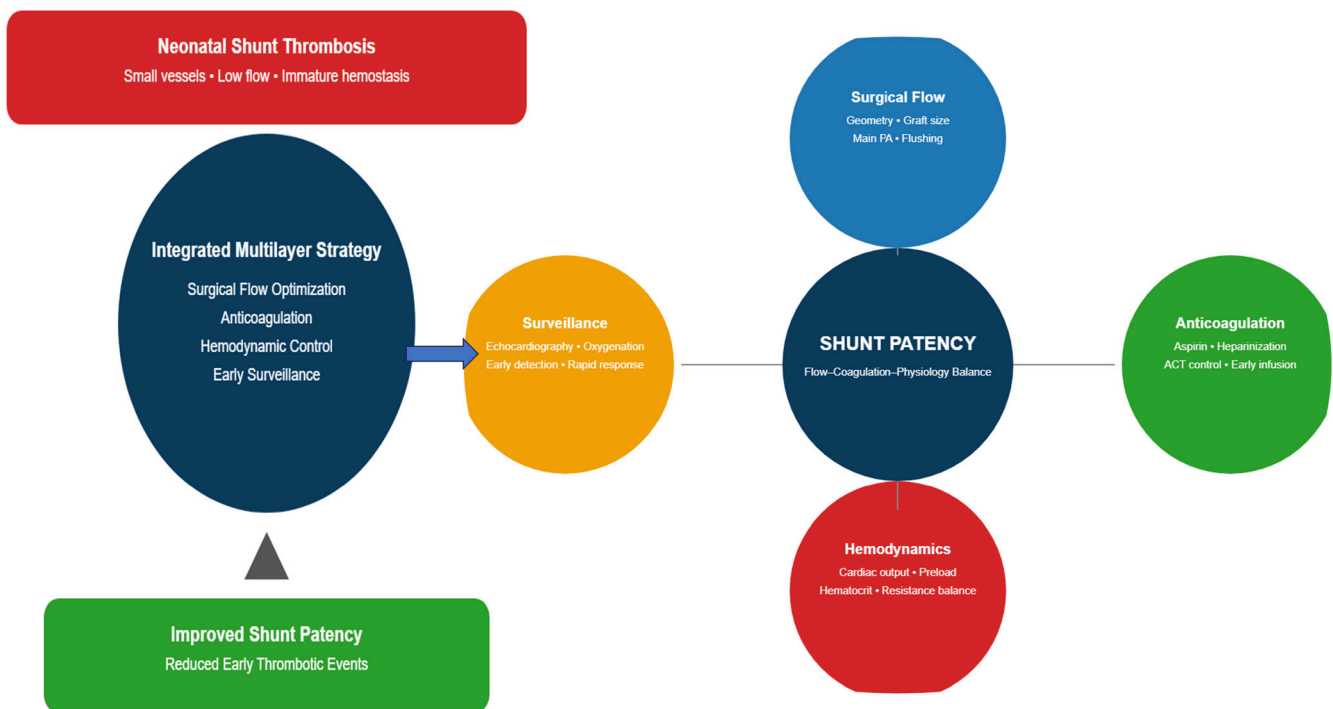 Neonatal Shunt Thrombosis
Small vessels • Low flow • Immature hemostasis
Integrated Multilayer Strategy
Surgical Flow Optimization
Anticoagulation
Hemodynamic Control
Early Surveillance
Improved Shunt Patency
Reduced Early Thrombotic Events
Surgical Flow
Geometry • Graft size
Main PA • Flushing
Surveillance
Echocardiography • Oxygenation
Early detection • Rapid response
SHUNT PATENCY
Flow–Coagulation–Physiology Balance
Anticoagulation
Aspirin • Heparinization
ACT control • Early infusion
Hemodynamics
Cardiac output • Preload
Hematocrit • Resistance balance